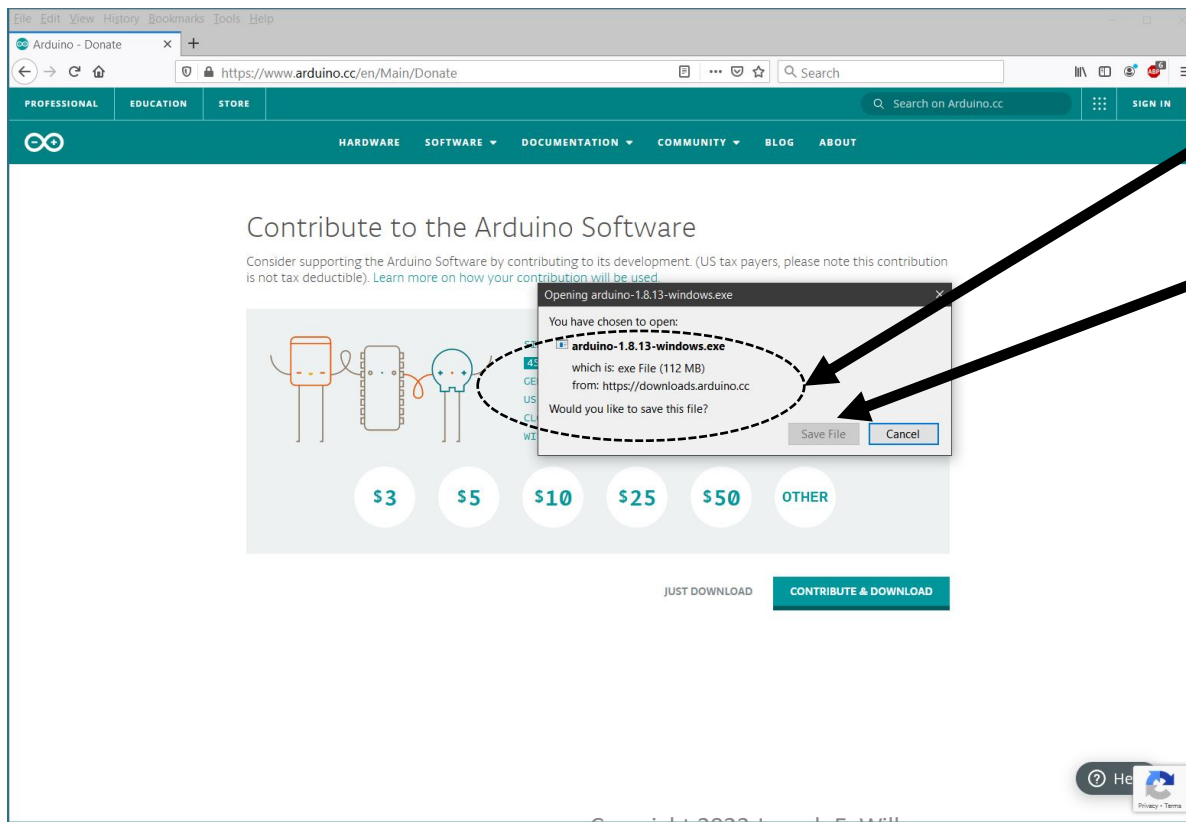 File Edit View History Bookmarks Tools Help
Arduino - Donate
https://www.arduino.cc/en/Main/Donate
Search
ABP
6
PROFESSIONAL EDUCATION STORE
Search on Arduino.cc
SIGN IN
HARDWARE SOFTWARE DOCUMENTATION COMMUNITY BLOG ABOUT
Contribute to the Arduino Software
Consider supporting the Arduino Software by contributing to its development. (US tax payers, please note this contribution
is not tax deductible). Learn more on how your contribution will be used.
Opening arduino-1.8.13-windows.exe
You have chosen to open:
arduino-1.8.13-windows.exe
which is: exe File (112 MB)
from: https://downloads.arduino.cc
Would you like to save this file?
Save File Cancel
$3 $5 $10 $25 $50 OTHER
JUST DOWNLOAD CONTRIBUTE & DOWNLOAD
Privacy - Terms